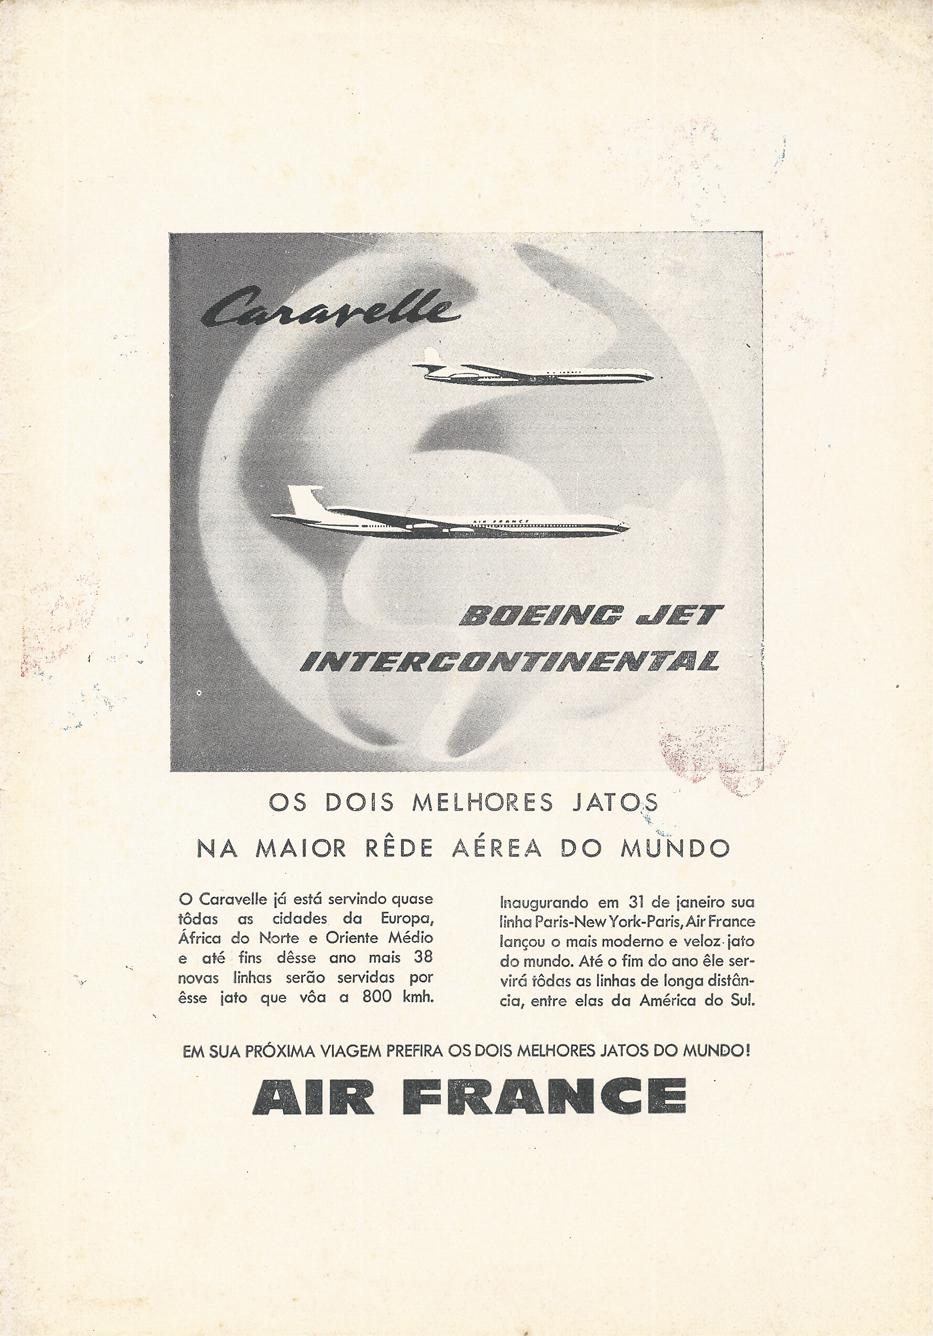 Caravelle
AIR FRANCE
BOEING JET
INTERCONTINENTAL
OS DOIS MELHORES JATOS
NA MAIOR RÊDE AÉREA DO MUNDO
O Caravelle já está servindo quase
tôdas as cidades da Europa,
África do Norte e Oriente Médio
e até fins dêsse ano mais 38
novas linhas serão servidas por
êsse jato que vôa a 800 kmh.
Inaugurando em 31 de janeiro sua
linha Paris-New York-Paris, Air France
lançou o mais moderno e veloz jato
do mundo. Até o fim do ano êle ser-
virá tôdas as linhas de longa distân-
cia, entre elas da América do Sul.
EM SUA PRÓXIMA VIAGEM PREFIRA OS DOIS MELHORES JATOS DO MUNDO!
AIR FRANCE